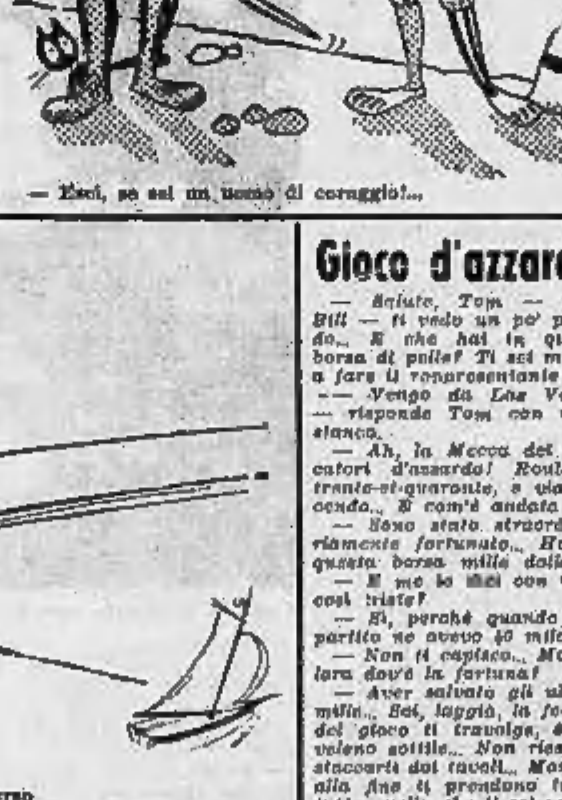 — Esci, se sei un uomo di coraggio!...
Gioco d'azzar
— Salute, Tom —
Bill — ti vedo un po' p
do... E che hai in qu
borsa di pelle? Ti sei m
a fare il rappresentante
— Vengo da Las Ve
— risponde Tom con
stanco.
— Ah, la Mecca dei
catori d'azzardo! Roul
trente-et-quarante, e via
cendo... E com'è andata
— Sono stato straord
riamente fortunato... Ho
questa borsa mille dolla
— E me lo dici con
così triste?
— Sì, perché quando
partito ne avevo 40 mila
— Non ti capisco... Ma
lora dov'è la fortuna?
— Aver salvato gli ul
mille... Sai, laggiù, la fe
del gioco ti travolge, è
veleno sottile... Non ries
staccarti dai tavoli... Ma
alla fine ti prendono t